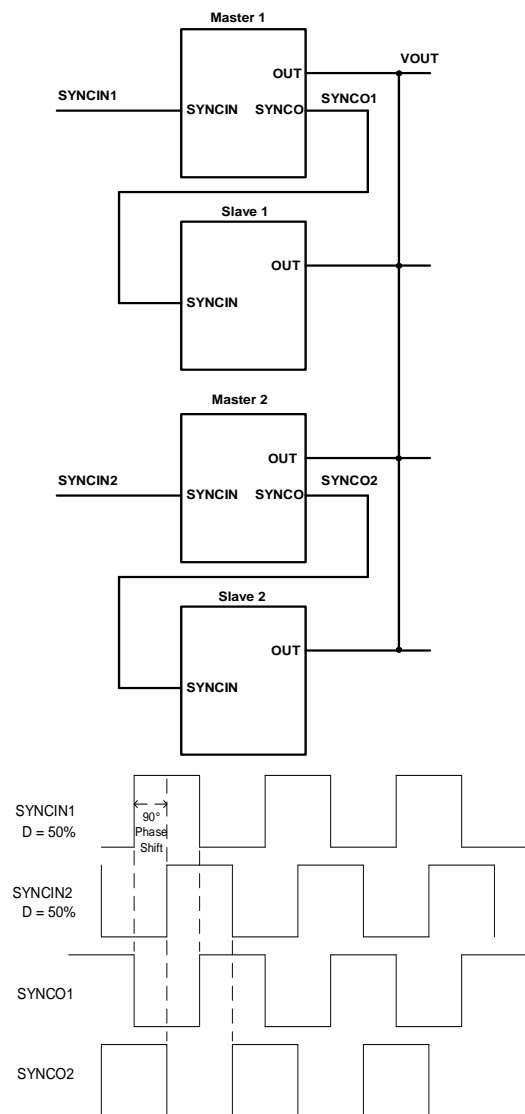 Master 1
OUT
VOUT
SYNCIN1
SYNCIN
SYNCO
SYNCO1
Slave 1
OUT
SYNCIN
Master 2
OUT
SYNCIN2
SYNCIN
SYNCO
SYNCO2
Slave 2
OUT
SYNCIN
SYNCIN1
D = 50%
90°
Phase
Shift
SYNCIN2
D = 50%
SYNCO1
SYNCO2